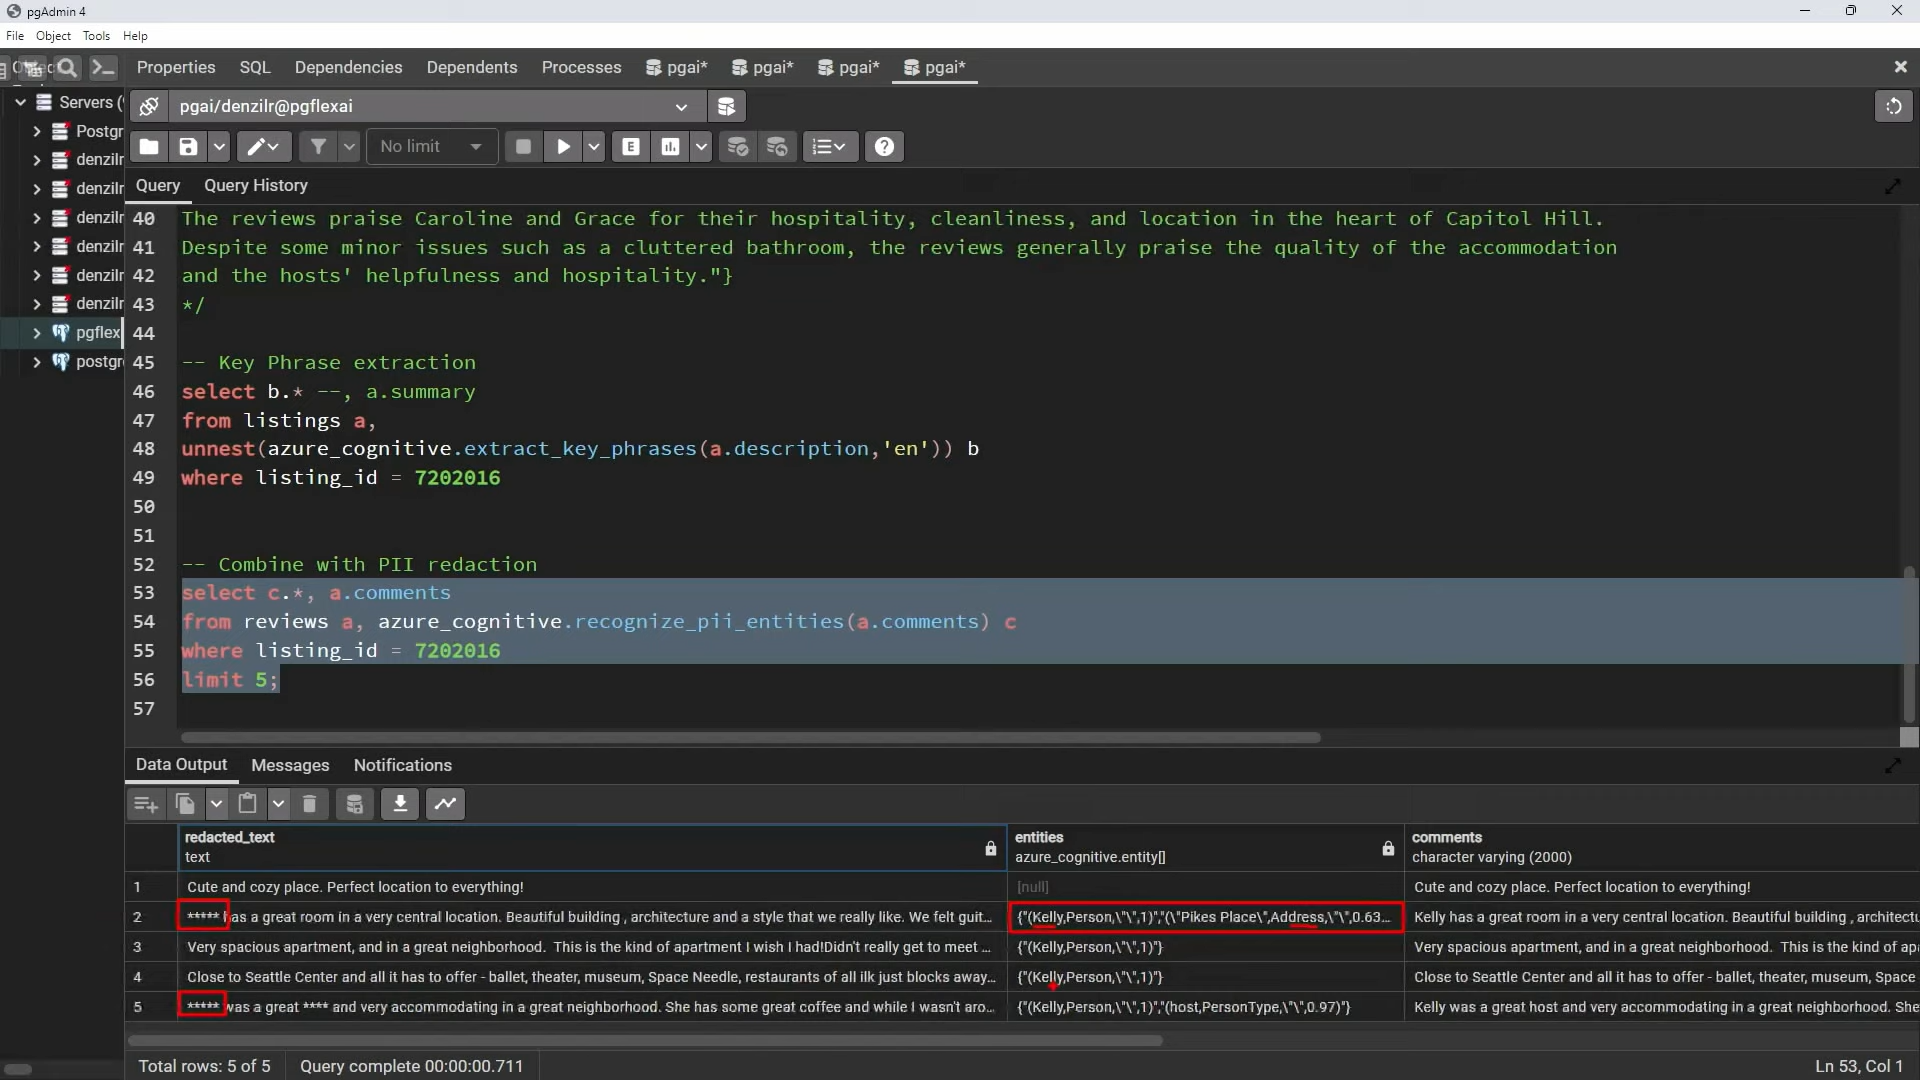 pgAdmin 4
File Object Tools Help
Properties SQL Dependencies Dependents Processes pgai* pgai* pgai* pgai*
Servers (
Postgr
denzilr
denzilr
denzilr
denzilr
denzilr
denzilr
pgflex
postgr
pgai/denzilr@pgflexai
No limit
E
Query Query History
40 The reviews praise Caroline and Grace for their hospitality, cleanliness, and location in the heart of Capitol Hill.
41 Despite some minor issues such as a cluttered bathroom, the reviews generally praise the quality of the accommodation
42 and the hosts' helpfulness and hospitality."}
43 */
44
45 -- Key Phrase extraction
46 select b.* --, a.summary
47 from listings a,
48 unnest(azure_cognitive.extract_key_phrases(a.description,'en')) b
49 where listing_id = 7202016
50
51
52 -- Combine with PII redaction
53 select c.*, a.comments
54 from reviews a, azure_cognitive.recognize_pii_entities(a.comments) c
55 where listing_id = 7202016
56 limit 5;
57
Data Output Messages Notifications
redacted_text entities comments
text azure_cognitive.entity[] character varying (2000)
1 Cute and cozy place. Perfect location to everything! [null] Cute and cozy place. Perfect location to everything!
2 ***** has a great room in a very central location. Beautiful building , architecture and a style that we really like. We felt guit... {"(Kelly,Person,\"\",1)","(\"Pikes Place\",Address,\"\",0.63... Kelly has a great room in a very central location. Beautiful building , architectu
3 Very spacious apartment, and in a great neighborhood. This is the kind of apartment I wish I had!Didn't really get to meet ... {"(Kelly,Person,\"\",1)"} Very spacious apartment, and in a great neighborhood. This is the kind of ap
4 Close to Seattle Center and all it has to offer - ballet, theater, museum, Space Needle, restaurants of all ilk just blocks away... {"(Kelly,Person,\"\",1)"} Close to Seattle Center and all it has to offer - ballet, theater, museum, Space
5 ***** was a great **** and very accommodating in a great neighborhood. She has some great coffee and while I wasn't aro... {"(Kelly,Person,\"\",1)","(host,PersonType,\"\",0.97)"} Kelly was a great host and very accommodating in a great neighborhood. She
Total rows: 5 of 5 Query complete 00:00:00.711 Ln 53, Col 1